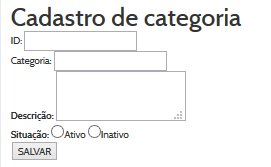 Cadastro de categoria
ID:
Categoria:
Descrição:
Situação: Ativo Inativo
SALVAR